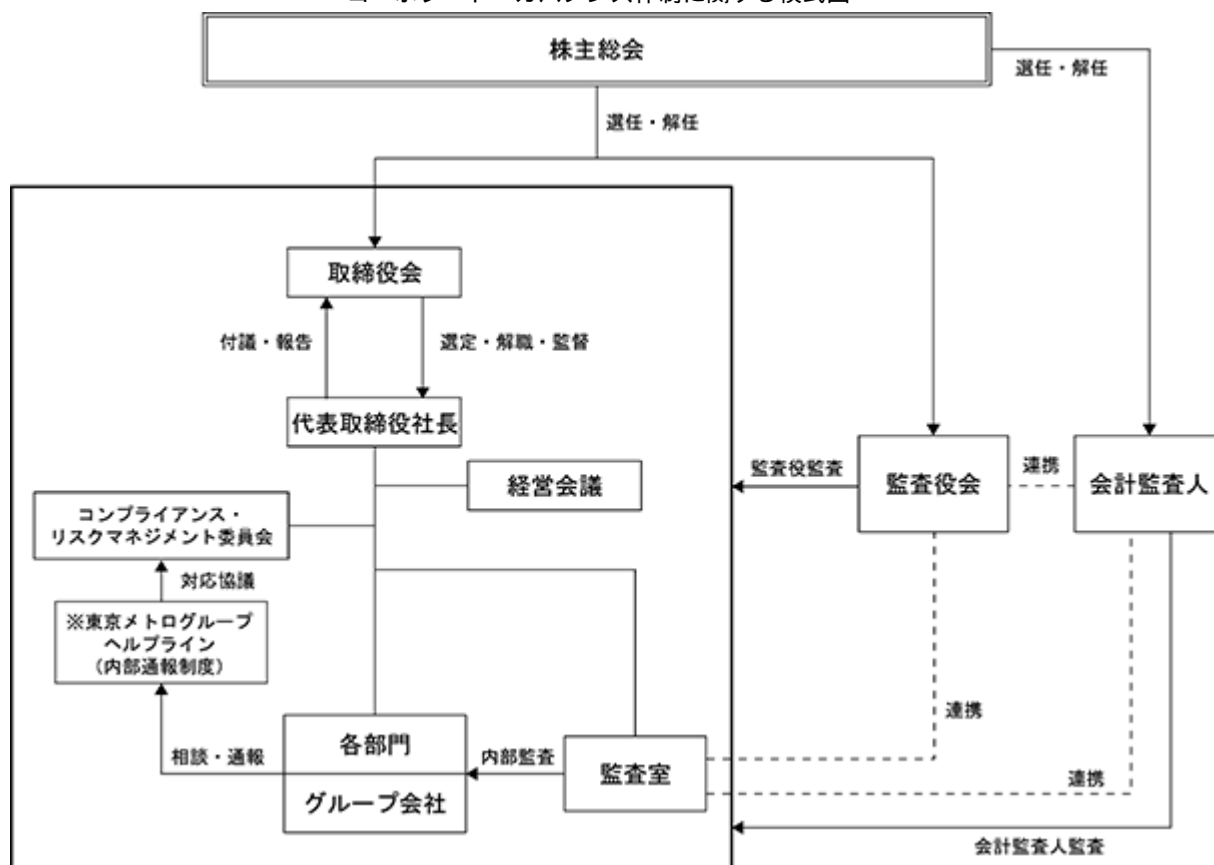 株主総会
選任・解任
選任・解任
取締役会
付議・報告
選定・解職・監督
代表取締役社長
経営会議
監査役監査
監査役会
連携
会計監査人
コンプライアンス・
リスクマネジメント委員会
対応協議
※東京メトログループ
ヘルプライン
（内部通報制度）
連携
相談・通報
各部門
グループ会社
内部監査
監査室
連携
会計監査人監査